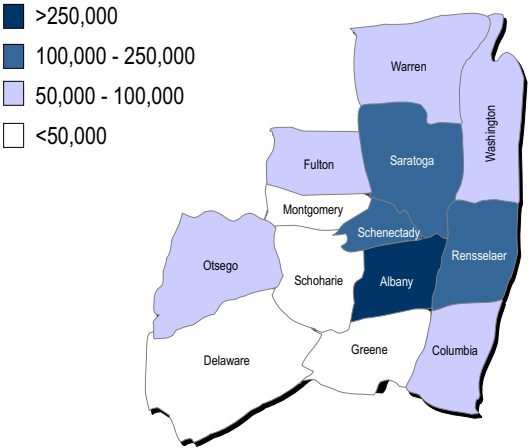 >250,000
100,000 - 250,000
50,000 - 100,000
<50,000
Warren
Washington
Saratoga
Fulton
Montgomery
Schenectady
Rensselaer
Otsego
Schoharie
Albany
Delaware
Greene
Columbia